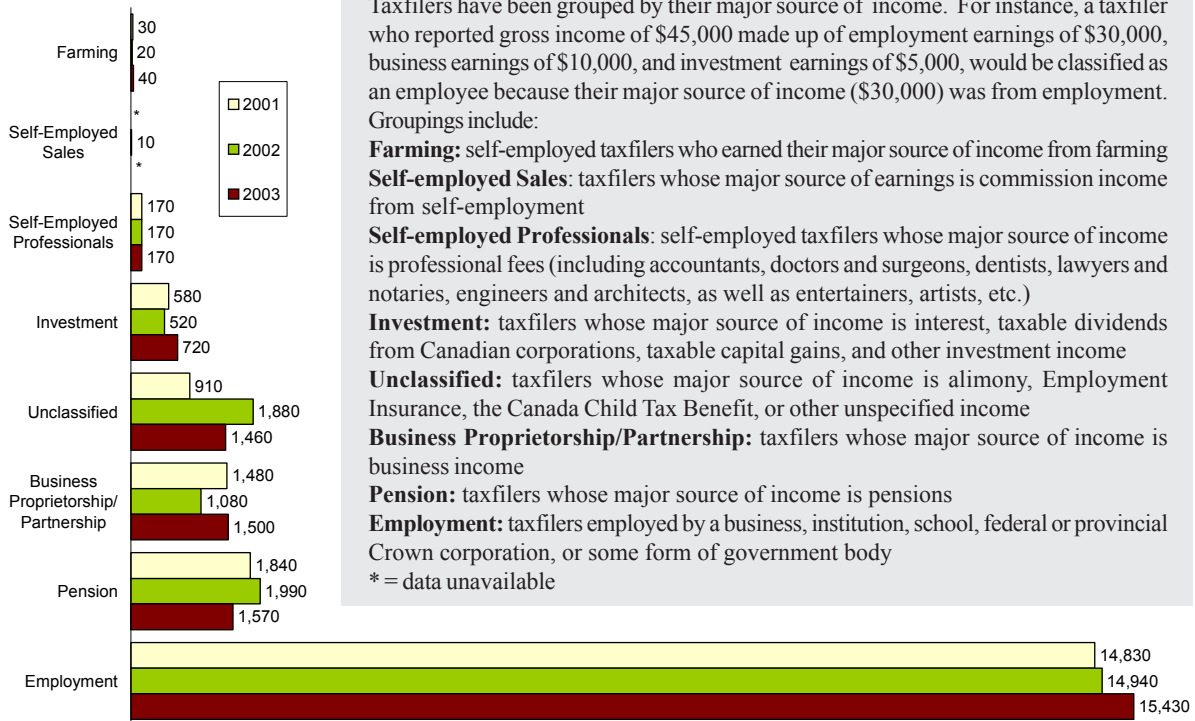 30
Farming
20
40
*
Self-Employed
Sales
10
*
170
Self-Employed
Professionals
170
170
580
Investment
520
720
910
Unclassified
1,880
1,460
1,480
Business
Proprietorship/
Partnership
1,080
1,500
1,840
Pension
1,990
1,570
14,830
Employment
14,940
15,430
2001
2002
2003
Taxfilers have been grouped by their major source of income. For instance, a taxfiler
who reported gross income of $45,000 made up of employment earnings of $30,000,
business earnings of $10,000, and investment earnings of $5,000, would be classified as
an employee because their major source of income ($30,000) was from employment.
Groupings include:
Farming: self-employed taxfilers who earned their major source of income from farming
Self-employed Sales: taxfilers whose major source of earnings is commission income
from self-employment
Self-employed Professionals: self-employed taxfilers whose major source of income
is professional fees (including accountants, doctors and surgeons, dentists, lawyers and
notaries, engineers and architects, as well as entertainers, artists, etc.)
Investment: taxfilers whose major source of income is interest, taxable dividends
from Canadian corporations, taxable capital gains, and other investment income
Unclassified: taxfilers whose major source of income is alimony, Employment
Insurance, the Canada Child Tax Benefit, or other unspecified income
Business Proprietorship/Partnership: taxfilers whose major source of income is
business income
Pension: taxfilers whose major source of income is pensions
Employment: taxfilers employed by a business, institution, school, federal or provincial
Crown corporation, or some form of government body
* = data unavailable